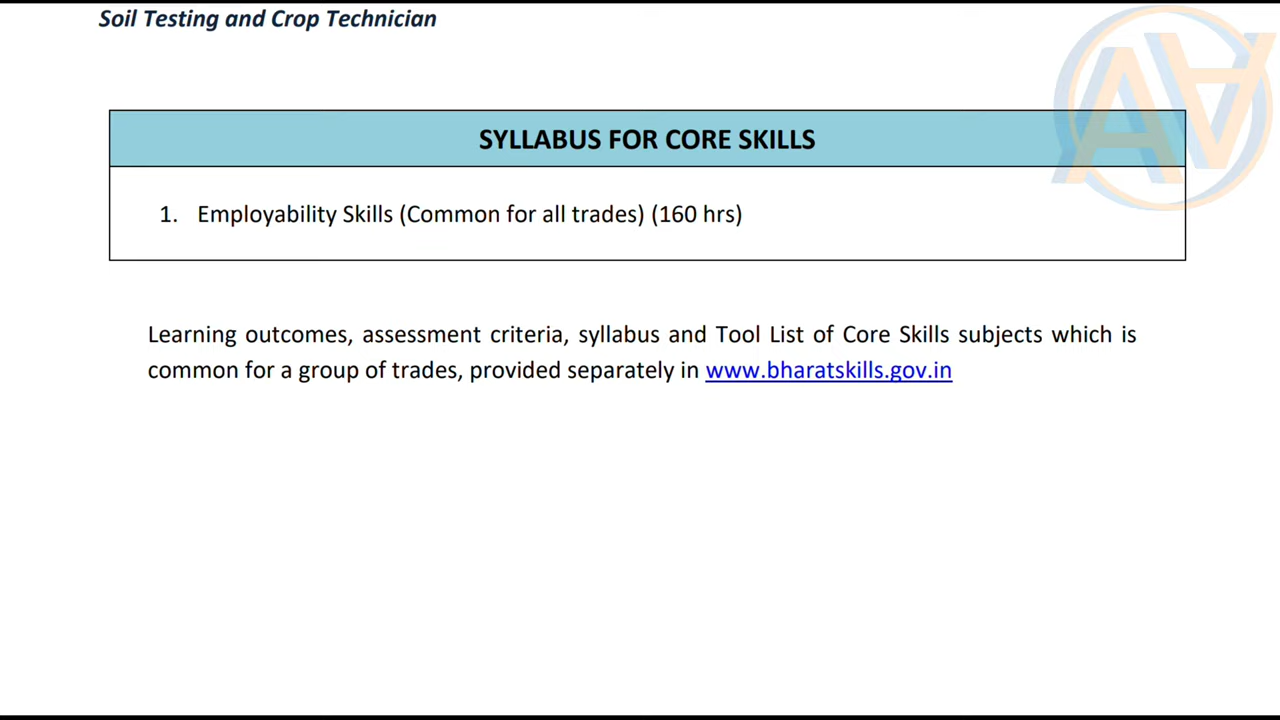 Soil Testing and Crop Technician
SYLLABUS FOR CORE SKILLS
1. Employability Skills (Common for all trades) (160 hrs)
Learning outcomes, assessment criteria, syllabus and Tool List of Core Skills subjects which is
common for a group of trades, provided separately in www.bharatskills.gov.in